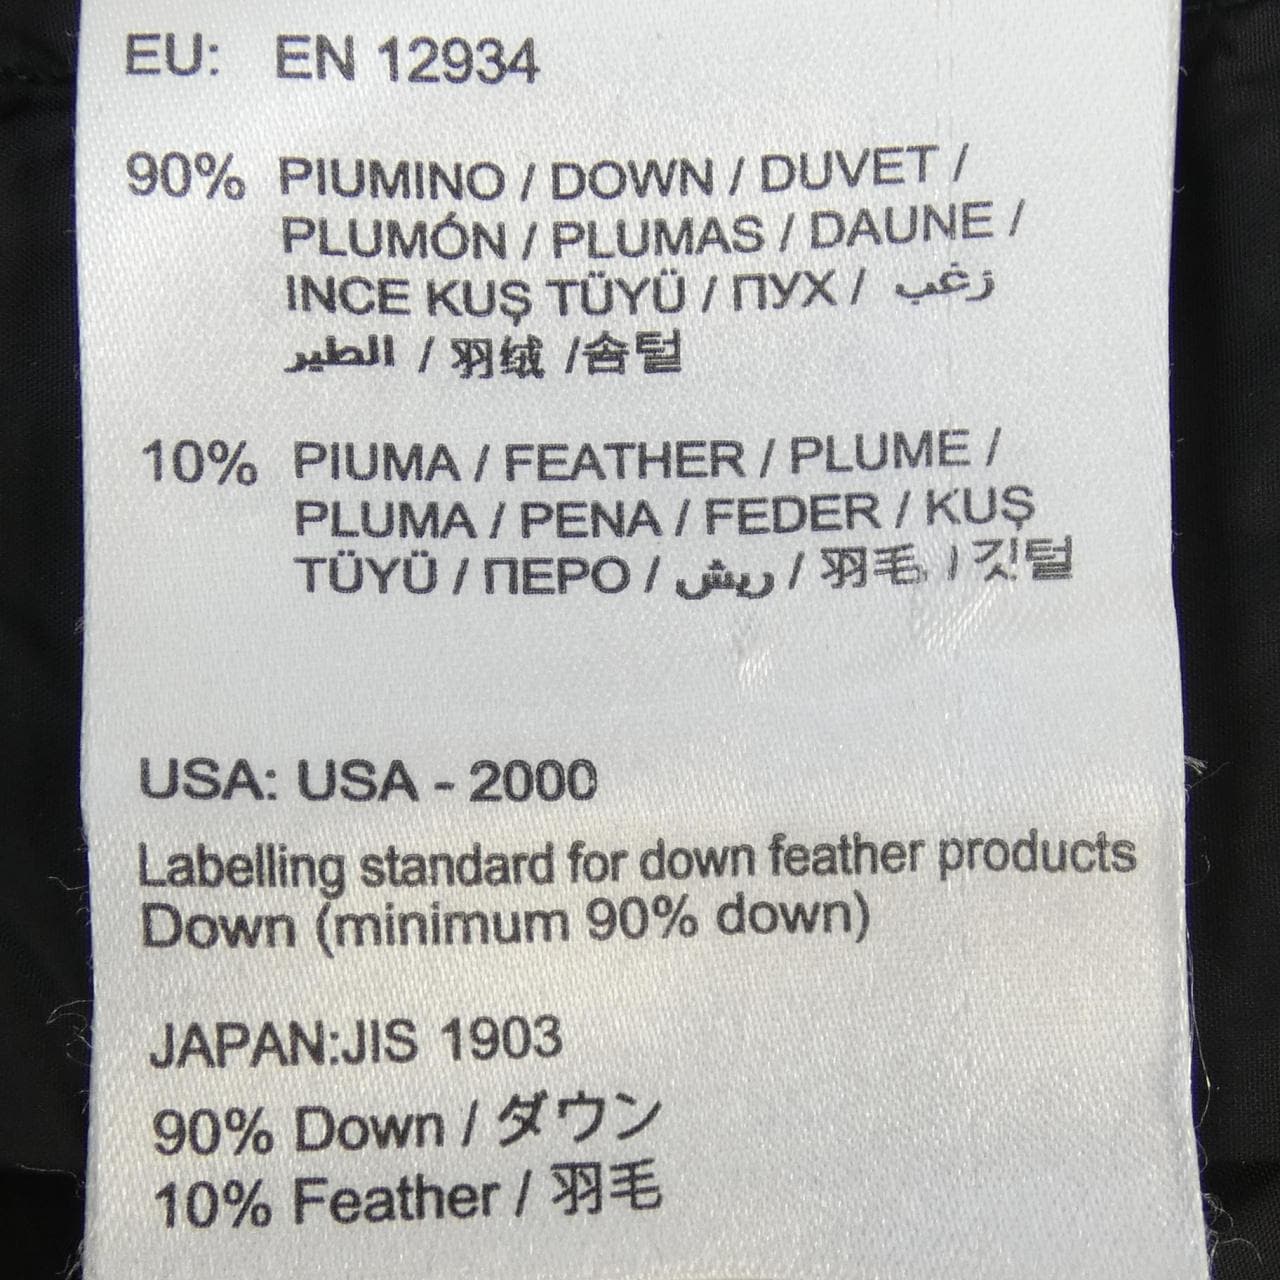 EU: EN 12934
90% PIUMINO / DOWN / DUVET /
PLUMÓN / PLUMAS / DAUNE /
INCE KUŞ TÜYÜ / ПУХ / زغب
الطير / 羽绒 /솜털
10% PIUMA / FEATHER / PLUME /
PLUMA / PENA / FEDER / KUŞ
TÜYÜ / ПЕРО / ريش / 羽毛 / 깃털
USA: USA - 2000
Labelling standard for down feather products
Down (minimum 90% down)
JAPAN:JIS 1903
90% Down / ダウン
10% Feather / 羽毛